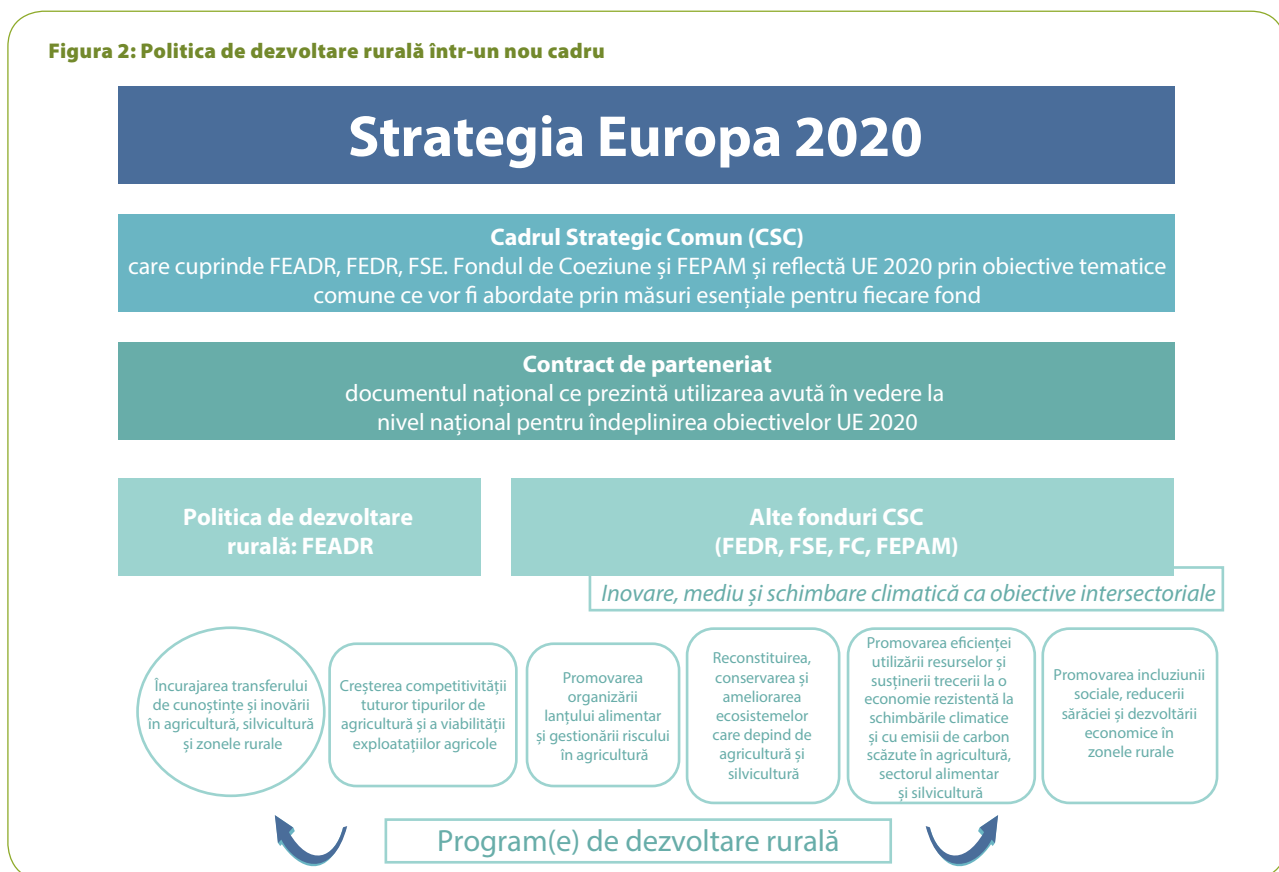 Figura 2: Politica de dezvoltare rurală într-un nou cadru
Strategia Europa 2020
Cadrul Strategic Comun (CSC)
care cuprinde FEADR, FEDR, FSE. Fondul de Coeziune și FEPAM și reflectă UE 2020 prin obiective tematice
comune ce vor fi abordate prin măsuri esențiale pentru fiecare fond
Contract de parteneriat
documentul național ce prezintă utilizarea avută în vedere la
nivel național pentru îndeplinirea obiectivelor UE 2020
Politica de dezvoltare
rurală: FEADR
Alte fonduri CSC
(FEDR, FSE, FC, FEPAM)
Inovare, mediu și schimbare climatică ca obiective intersectoriale
Încurajarea transferului
de cunoștințe și inovării
în agricultură, silvicultură
și zonele rurale
Creșterea competitivității
tuturor tipurilor de
agricultură și a viabilității
exploatațiilor agricole
Promovarea
organizării
lanțului alimentar
și gestionării riscului
în agricultură
Reconstituirea,
conservarea și
ameliorarea
ecosistemelor
care depind de
agricultură și
silvicultură
Promovarea eficienței
utilizării resurselor și
susținerii trecerii la o
economie rezistentă la
schimbările climatice
și cu emisii de carbon
scăzute în agricultură,
sectorul alimentar
și silvicultură
Promovarea incluziunii
sociale, reducerii
sărăciei și dezvoltării
economice în
zonele rurale
Program(e) de dezvoltare rurală